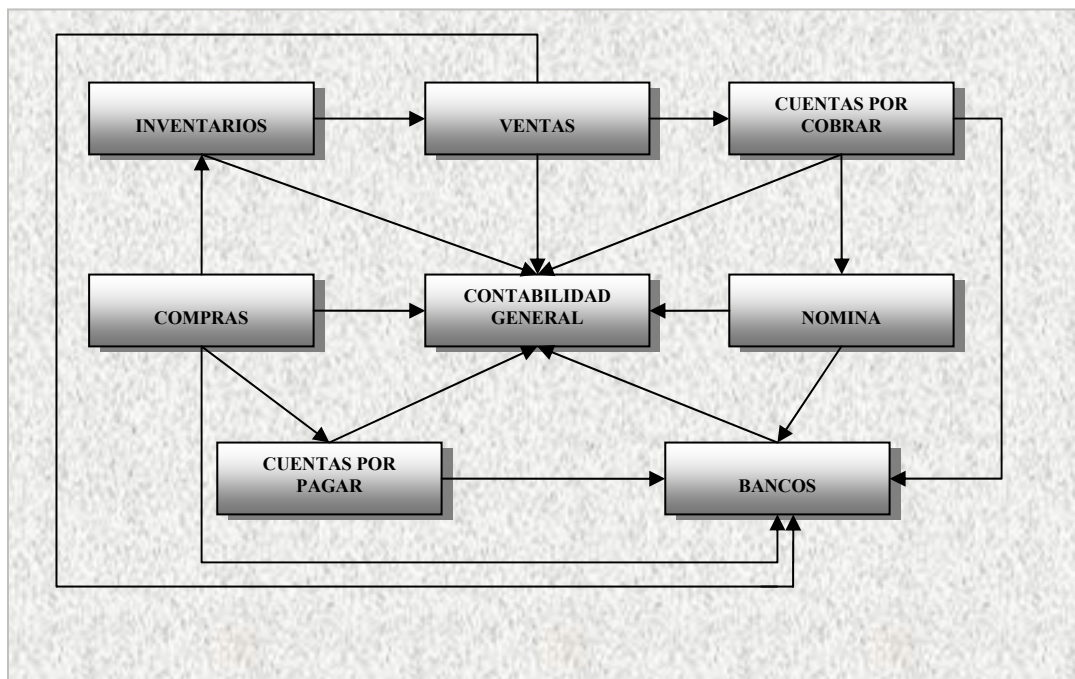 INVENTARIOS
VENTAS
CUENTAS POR
COBRAR
COMPRAS
CONTABILIDAD
GENERAL
NOMINA
CUENTAS POR
PAGAR
BANCOS